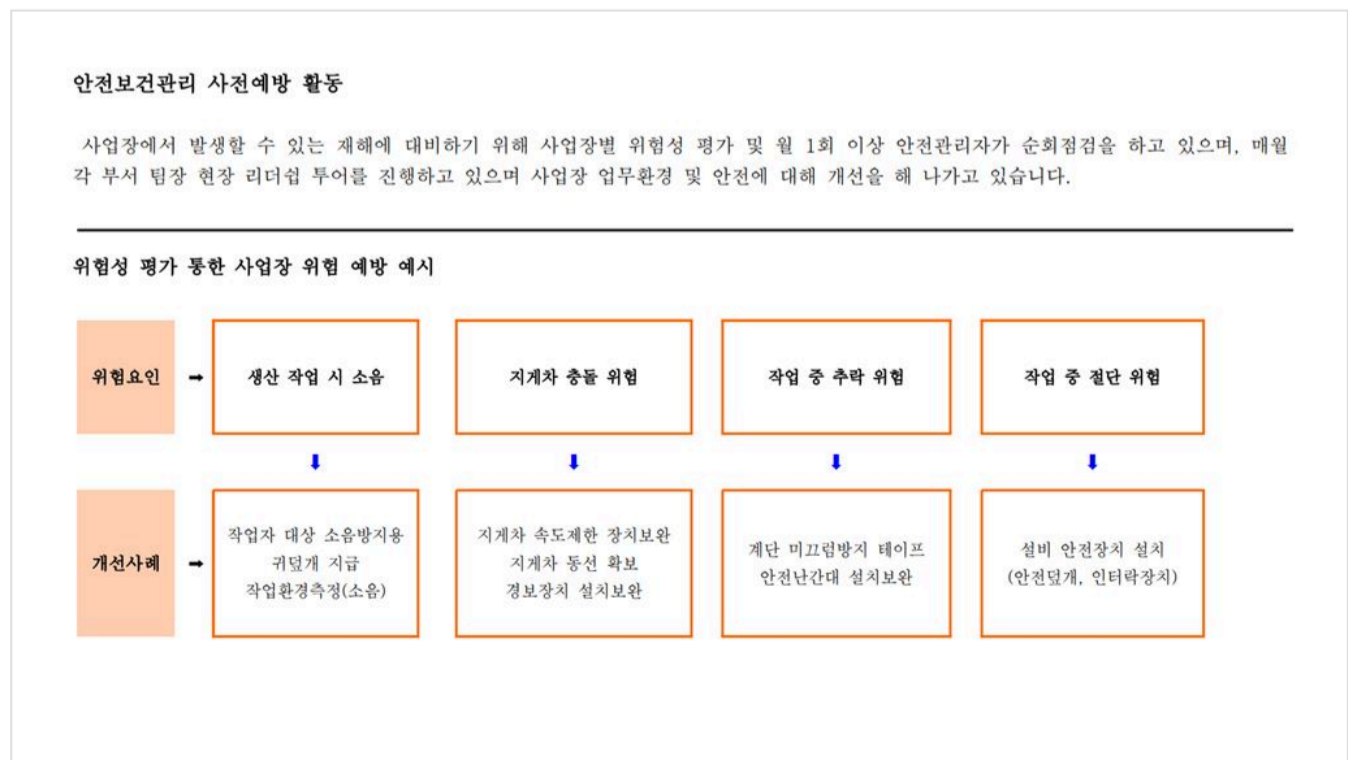 안전보건관리 사전예방 활동
사업장에서 발생할 수 있는 재해에 대비하기 위해 사업장별 위험성 평가 및 월 1회 이상 안전관리자가 순회점검을 하고 있으며, 매월
각 부서 팀장 현장 리더쉽 투어를 진행하고 있으며 사업장 업무환경 및 안전에 대해 개선을 해 나가고 있습니다.
위험성 평가 통한 사업장 위험 예방 예시
위험요인 ➡ 생산 작업 시 소음 지게차 충돌 위험 작업 중 추락 위험 작업 중 절단 위험
⬇ ⬇ ⬇ ⬇
개선사례 ➡
작업자 대상 소음방지용
귀덮개 지급
작업환경측정(소음)
지게차 속도제한 장치보완
지게차 동선 확보
경보장치 설치보완
계단 미끄럼방지 테이프
안전난간대 설치보완
설비 안전장치 설치
(안전덮개, 인터락장치)